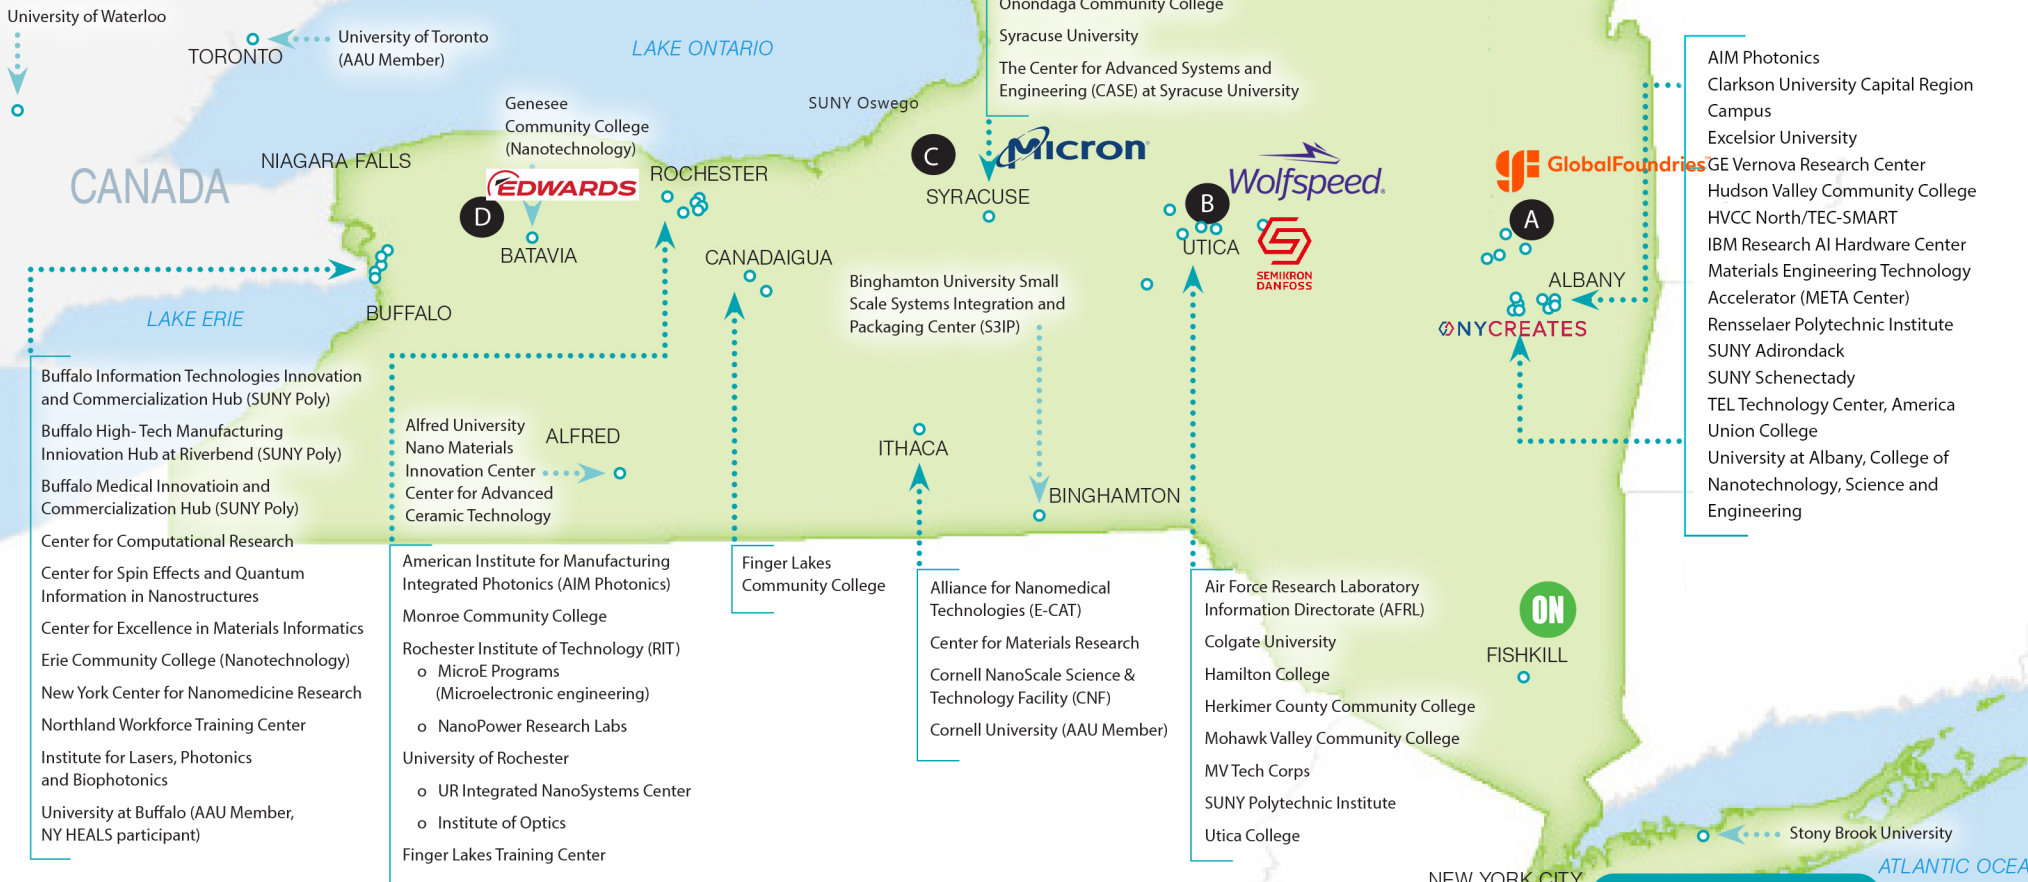 University of Waterloo
TORONTO
University of Toronto
(AAU Member)
LAKE ONTARIO
Onondaga Community College
Syracuse University
The Center for Advanced Systems and
Engineering (CASE) at Syracuse University
SUNY Oswego
Genesee
Community College
(Nanotechnology)
CANADA
NIAGARA FALLS
EDWARDS
D
BATAVIA
ROCHESTER
C
Micron
SYRACUSE
Wolfspeed
B
UTICA
SEMIKRON
DANFOSS
GlobalFoundries
A
ALBANY
NYCREATES
CANADAIGUA
Binghamton University Small
Scale Systems Integration and
Packaging Center (S3IP)
BUFFALO
LAKE ERIE
AIM Photonics
Clarkson University Capital Region
Campus
Excelsior University
GE Vernova Research Center
Hudson Valley Community College
HVCC North/TEC-SMART
IBM Research AI Hardware Center
Materials Engineering Technology
Accelerator (META Center)
Rensselaer Polytechnic Institute
SUNY Adirondack
SUNY Schenectady
TEL Technology Center, America
Union College
University at Albany, College of
Nanotechnology, Science and
Engineering
Buffalo Information Technologies Innovation
and Commercialization Hub (SUNY Poly)
Buffalo High- Tech Manufacturing
Inniovation Hub at Riverbend (SUNY Poly)
Buffalo Medical Innovatioin and
Commercialization Hub (SUNY Poly)
Center for Computational Research
Center for Spin Effects and Quantum
Information in Nanostructures
Center for Excellence in Materials Informatics
Erie Community College (Nanotechnology)
New York Center for Nanomedicine Research
Northland Workforce Training Center
Institute for Lasers, Photonics
and Biophotonics
University at Buffalo (AAU Member,
NY HEALS participant)
Alfred University
Nano Materials
Innovation Center
Center for Advanced
Ceramic Technology
ALFRED
ITHACA
BINGHAMTON
American Institute for Manufacturing
Integrated Photonics (AIM Photonics)
Monroe Community College
Rochester Institute of Technology (RIT)
o MicroE Programs
(Microelectronic engineering)
o NanoPower Research Labs
University of Rochester
o UR Integrated NanoSystems Center
o Institute of Optics
Finger Lakes Training Center
Finger Lakes
Community College
Alliance for Nanomedical
Technologies (E-CAT)
Center for Materials Research
Cornell NanoScale Science &
Technology Facility (CNF)
Cornell University (AAU Member)
Air Force Research Laboratory
Information Directorate (AFRL)
Colgate University
Hamilton College
Herkimer County Community College
Mohawk Valley Community College
MV Tech Corps
SUNY Polytechnic Institute
Utica College
ON
FISHKILL
Stony Brook University
ATLANTIC OCEA
NEW YORK CITY